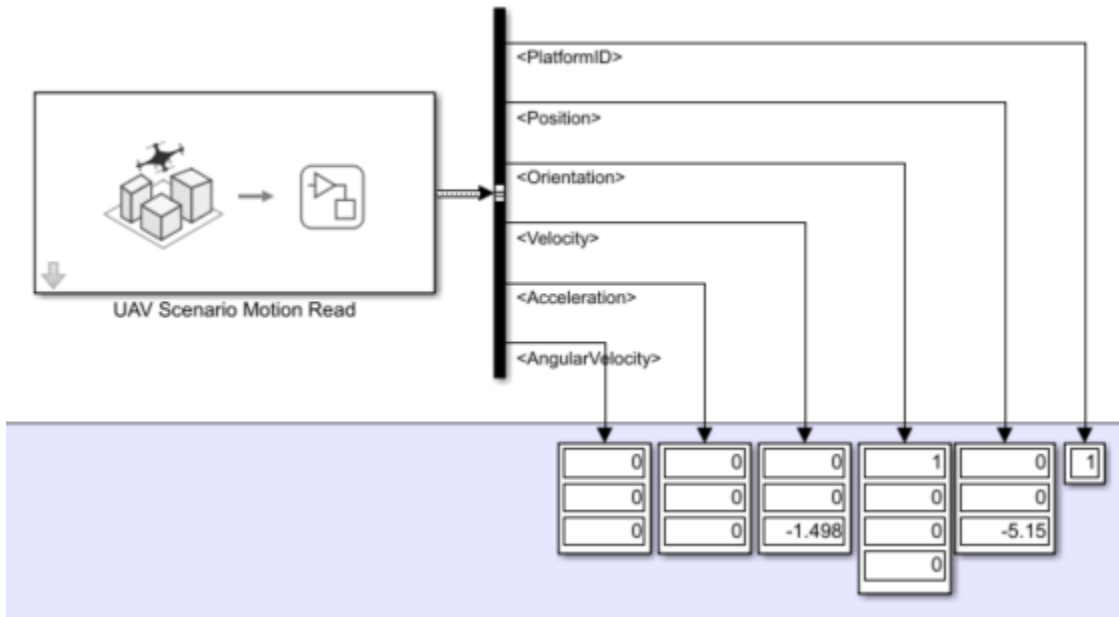 <PlatformID>
<Position>
<Orientation>
<Velocity>
<Acceleration>
<AngularVelocity>
UAV Scenario Motion Read
0 0 0 1 0 1
0 0 0 0 0
0 0 -1.498 0 -5.15
0